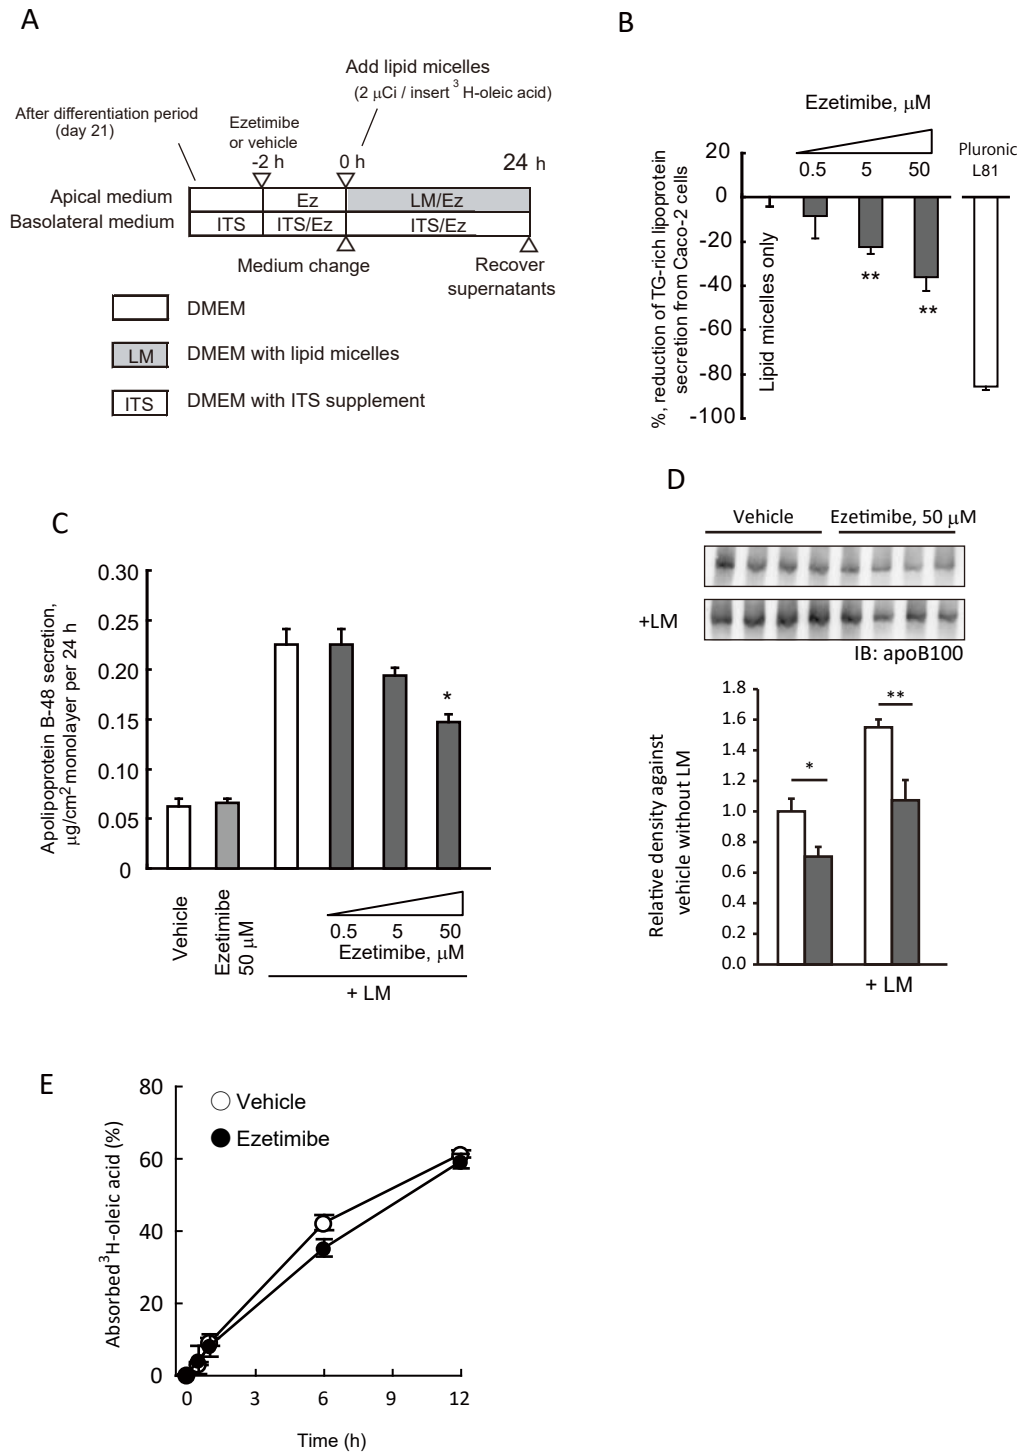 A
Add lipid micelles
(2 μCi / insert ³ H-oleic acid)
After differentiation period
(day 21)
Ezetimibe
or vehicle
-2 h
0 h
24 h
Apical medium
Ez
LM/Ez
Basolateral medium
ITS
ITS/Ez
ITS/Ez
Medium change
Recover
supernatants
DMEM
LM
DMEM with lipid micelles
ITS
DMEM with ITS supplement
B
Ezetimibe, μM
0.5
5
50
Pluronic
L81
%, reduction of TG-rich lipoprotein
secretion from Caco-2 cells
20
0
-20
-40
-60
-80
-100
Lipid micelles only
**
**
C
Apolipoprotein B-48 secretion,
μg/cm² monolayer per 24 h
0.30
0.25
0.20
0.15
0.10
0.05
0
*
Vehicle
Ezetimibe
50 μM
0.5
5
50
Ezetimibe, μM
+ LM
D
Vehicle
Ezetimibe, 50 μM
+LM
IB: apoB100
Relative density against
vehicle without LM
1.8
1.6
1.4
1.2
1.0
0.8
0.6
0.4
0.2
0.0
*
**
+ LM
E
Absorbed ³H-oleic acid (%)
80
60
40
20
0
Vehicle
Ezetimibe
0
3
6
9
12
Time (h)